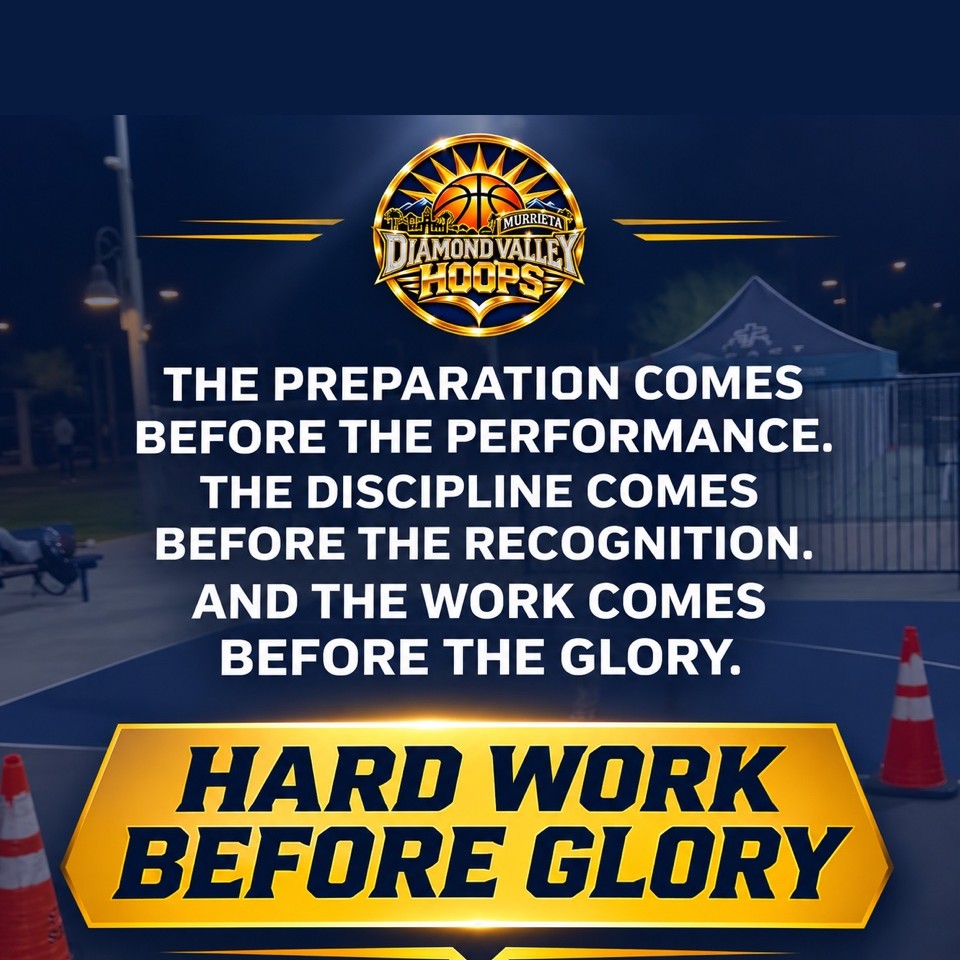 MURRIETA
DIAMOND VALLEY
HOOPS
THE PREPARATION COMES
BEFORE THE PERFORMANCE.
THE DISCIPLINE COMES
BEFORE THE RECOGNITION.
AND THE WORK COMES
BEFORE THE GLORY.
HARD WORK
BEFORE GLORY